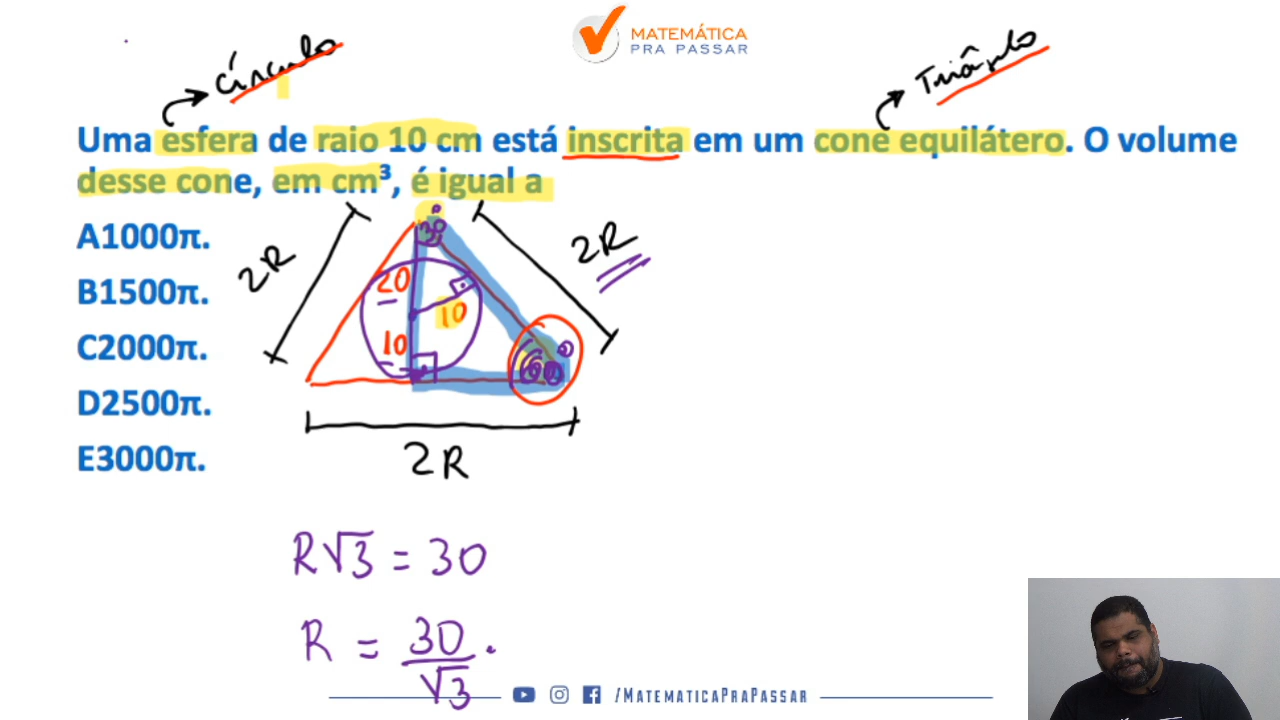 MATEMÁTICA
PRA PASSAR
círculo
Triângulo
Uma esfera de raio 10 cm está inscrita em um cone equilátero. O volume
desse cone, em cm³, é igual a
A1000π.
B1500π.
C2000π.
D2500π.
E3000π.
30°
2R
2R
20
10
10
60°
2R
R√3 = 30
R = 30/√3 ·
/MATEMATICAPRAPASSAR